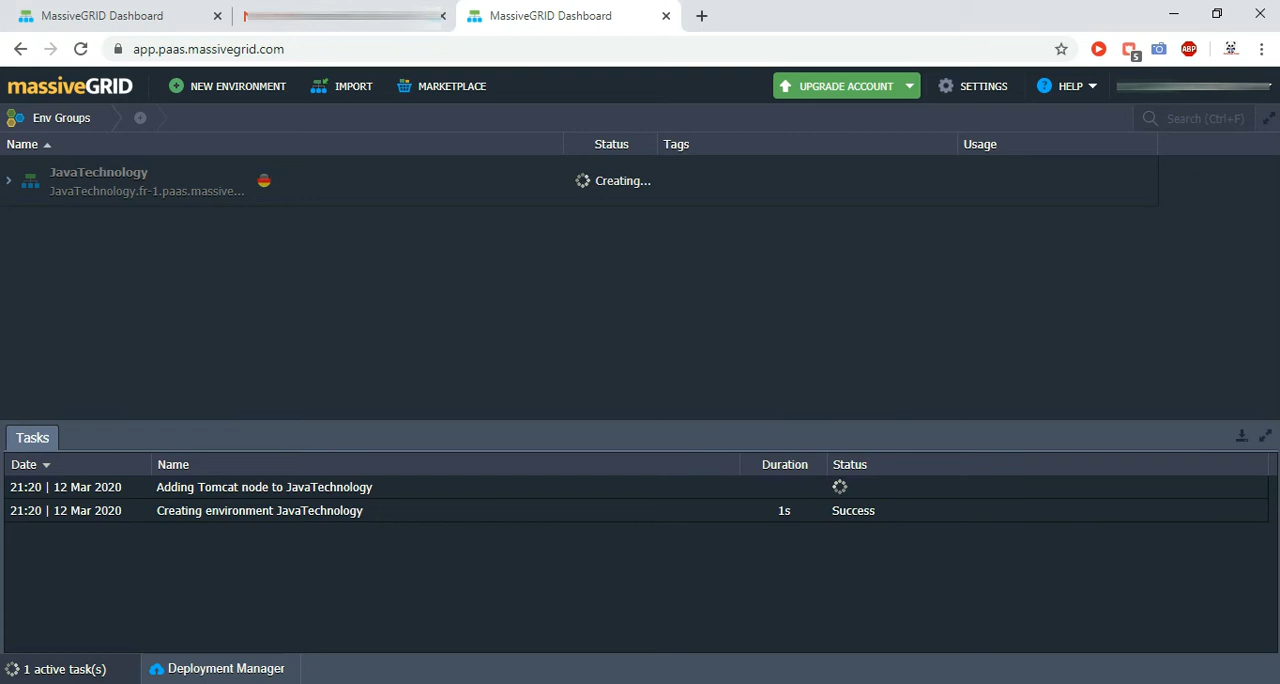 MassiveGRID Dashboard
MassiveGRID Dashboard
app.paas.massivegrid.com
5
ABP
massiveGRID
NEW ENVIRONMENT
IMPORT
MARKETPLACE
UPGRADE ACCOUNT
SETTINGS
HELP
Env Groups
Search (Ctrl+F)
Name
Status
Tags
Usage
JavaTechnology
JavaTechnology.fr-1.paas.massive...
Creating...
Tasks
Date
Name
Duration
Status
21:20 | 12 Mar 2020
Adding Tomcat node to JavaTechnology
21:20 | 12 Mar 2020
Creating environment JavaTechnology
1s
Success
1 active task(s)
Deployment Manager